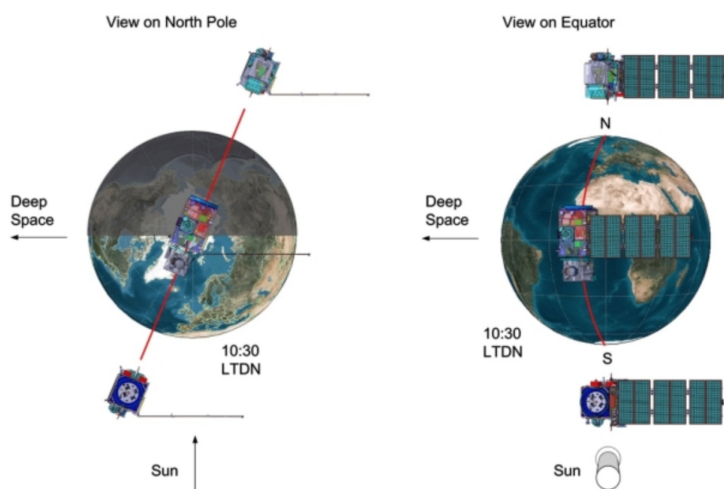 View on North Pole
View on Equator
N
Deep
Space
Deep
Space
10:30
LTDN
10:30
LTDN
S
Sun
Sun